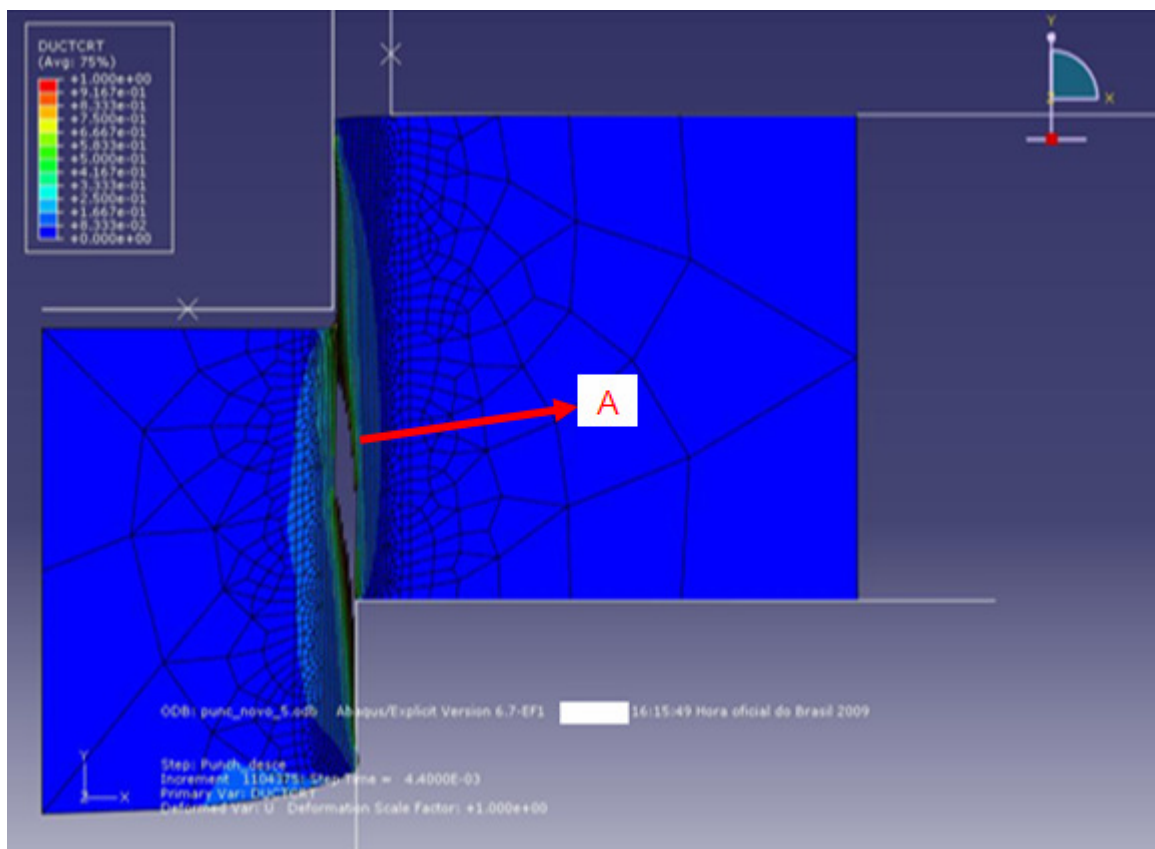 DUCTCRT
(Avg: 75%)
+1.000e+00
+9.167e-01
+8.333e-01
+7.500e-01
+6.667e-01
+5.833e-01
+5.000e-01
+4.167e-01
+3.333e-01
+2.500e-01
+1.667e-01
+8.333e-02
+0.000e+00
Y
Z X
A
ODB: punc_novo_5.odb Abaqus/Explicit Version 6.7-EF1 16:15:49 Hora oficial do Brasil 2009
Y
Z X
Step: Punch_desce
Increment 1104375: Step Time = 4.4000E-03
Primary Var: DUCTCRT
Deformed Var: U Deformation Scale Factor: +1.000e+00